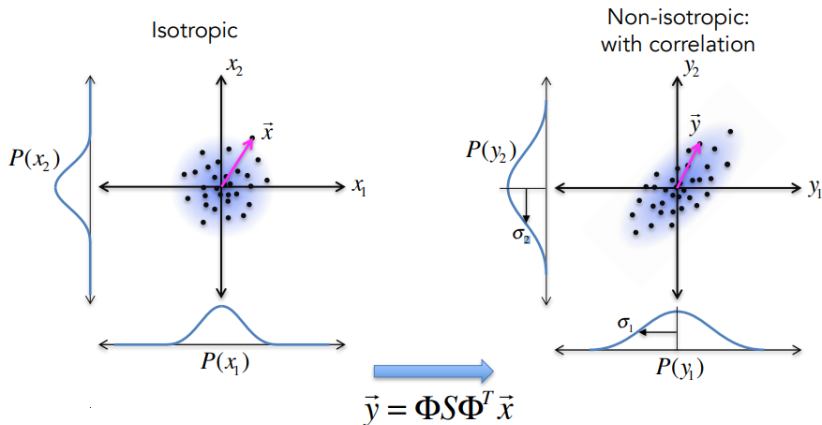 Isotropic
Non-isotropic:
with correlation
x₂
x⃗
P(x₂)
x₁
P(x₁)
y₂
y⃗
P(y₂)
y₁
σ₂
σ₁
P(y₁)
y⃗ = ΦSΦᵀ x⃗